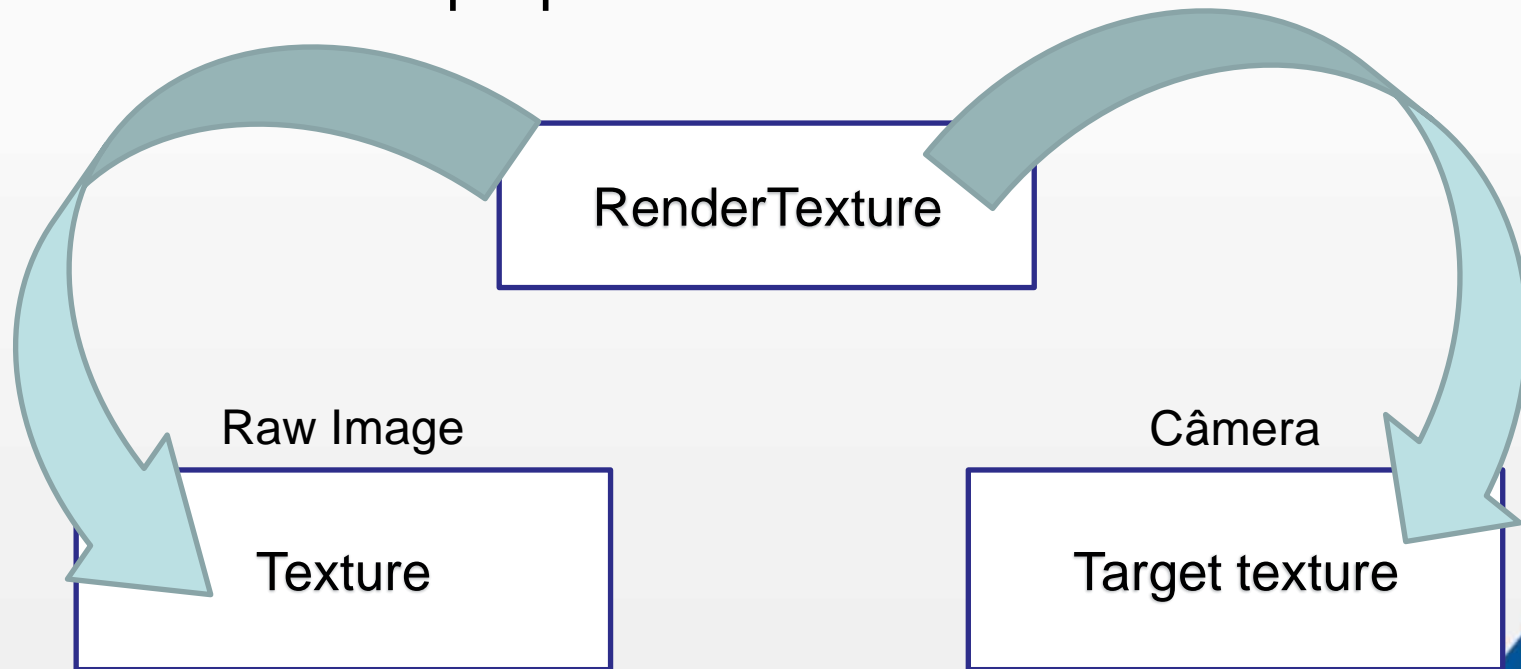 RenderTexture
Raw Image
Câmera
Texture
Target texture